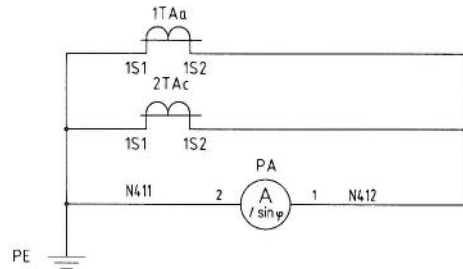 1TAa
1S1 1S2
2TAc
1S1 1S2
PA
N411 2 A 1 N412
/ sinφ
PE